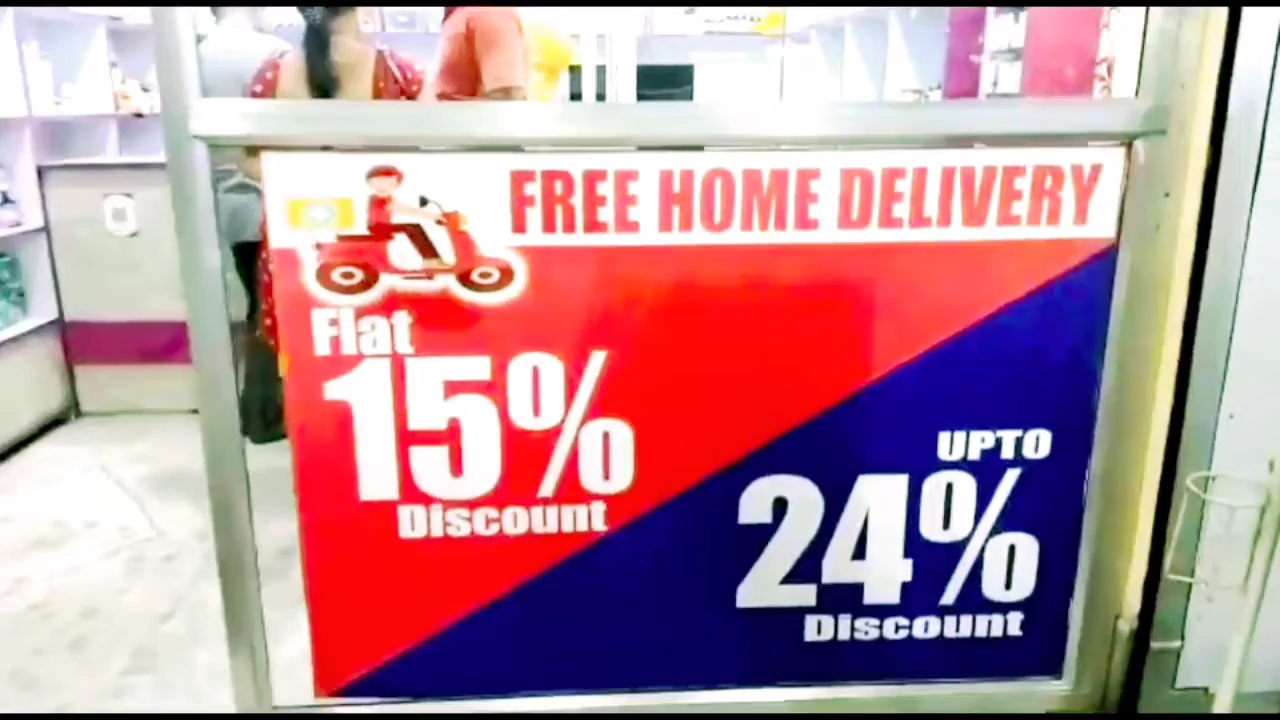 FREE HOME DELIVERY
Flat
15%
Discount
UPTO
24%
Discount